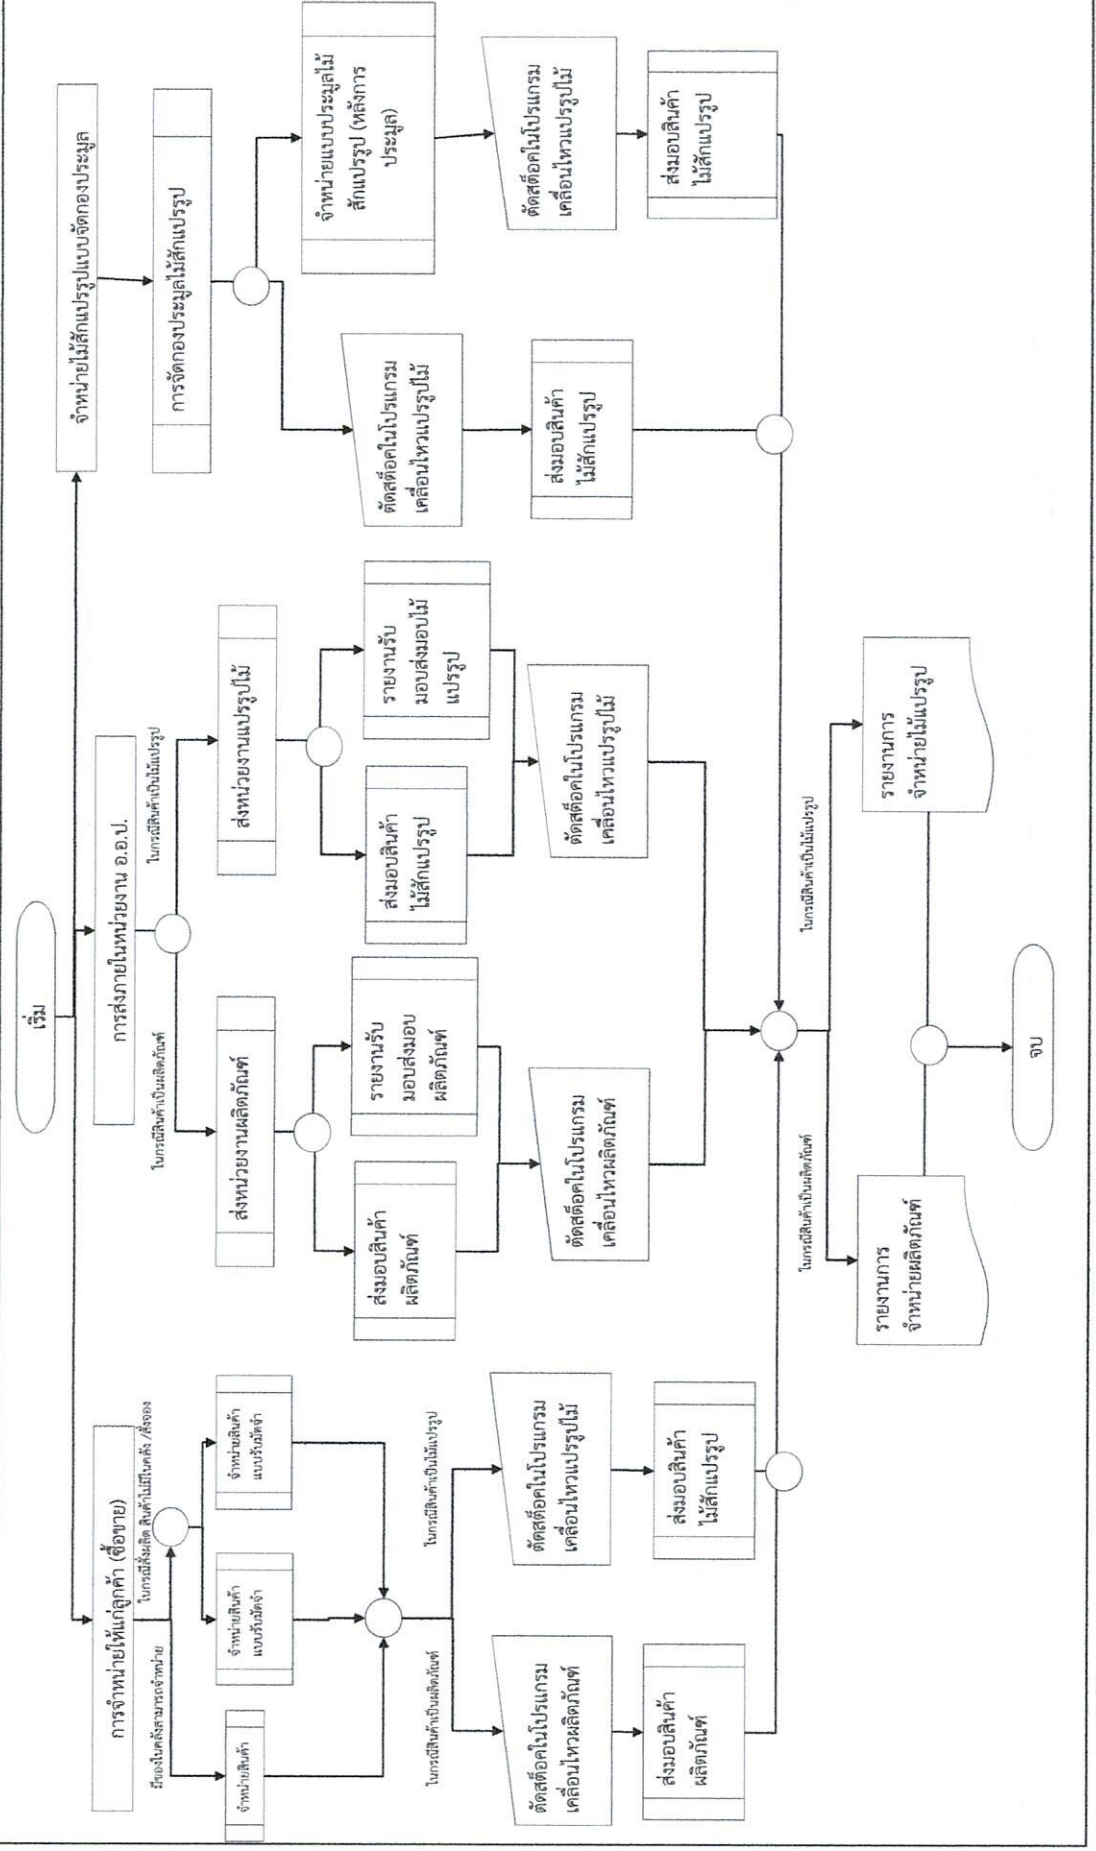 เริ่ม
การจำหน่ายให้แก่ลูกค้า (ซื้อขาย)
การส่งภายในหน่วยงาน อ.อ.ป.
จำหน่ายไม้สักแปรรูปแบบจัดกองประมูล
มีของในคลังสามารถจำหน่าย
ในกรณีสั่งผลิต สินค้าไม่มีในคลัง /สั่งจอง
จำหน่ายสินค้า
จำหน่ายสินค้า
แบบรับมัดจำ
จำหน่ายสินค้า
แบบรับมัดจำ
ในกรณีสินค้าเป็นผลิตภัณฑ์
ในกรณีสินค้าเป็นไม้แปรรูป
ตัดสต็อคในโปรแกรม
เคลื่อนไหวผลิตภัณฑ์
ตัดสต็อคในโปรแกรม
เคลื่อนไหวแปรรูปไม้
ส่งมอบสินค้า
ผลิตภัณฑ์
ส่งมอบสินค้า
ไม้สักแปรรูป
ในกรณีสินค้าเป็นผลิตภัณฑ์
ในกรณีสินค้าเป็นไม้แปรรูป
ส่งหน่วยงานผลิตภัณฑ์
ส่งหน่วยงานแปรรูปไม้
ส่งมอบสินค้า
ผลิตภัณฑ์
รายงานรับ
มอบส่งมอบ
ผลิตภัณฑ์
ส่งมอบสินค้า
ไม้สักแปรรูป
รายงานรับ
มอบส่งมอบไม้
แปรรูป
ตัดสต็อคในโปรแกรม
เคลื่อนไหวผลิตภัณฑ์
ตัดสต็อคในโปรแกรม
เคลื่อนไหวแปรรูปไม้
การจัดกองประมูลไม้สักแปรรูป
ตัดสต็อคในโปรแกรม
เคลื่อนไหวแปรรูปไม้
จำหน่ายแบบประมูลไม้
สักแปรรูป (หลังการ
ประมูล)
ส่งมอบสินค้า
ไม้สักแปรรูป
ตัดสต็อคในโปรแกรม
เคลื่อนไหวแปรรูปไม้
ส่งมอบสินค้า
ไม้สักแปรรูป
ในกรณีสินค้าเป็นผลิตภัณฑ์
ในกรณีสินค้าเป็นไม้แปรรูป
รายงานการ
จำหน่ายผลิตภัณฑ์
รายงานการ
จำหน่ายไม้แปรรูป
จบ